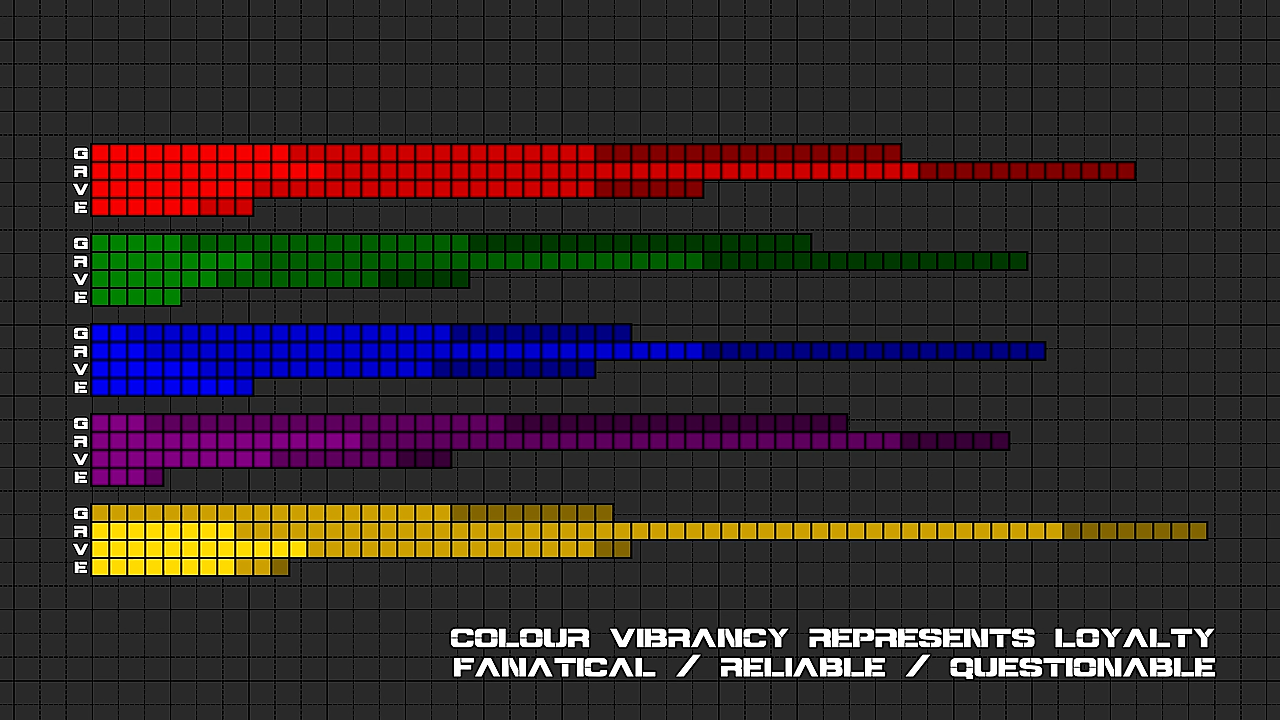 G
R
V
E
G
R
V
E
G
R
V
E
G
R
V
E
G
R
V
E
COLOUR VIBRANCY REPRESENTS LOYALTY
FANATICAL / RELIABLE / QUESTIONABLE